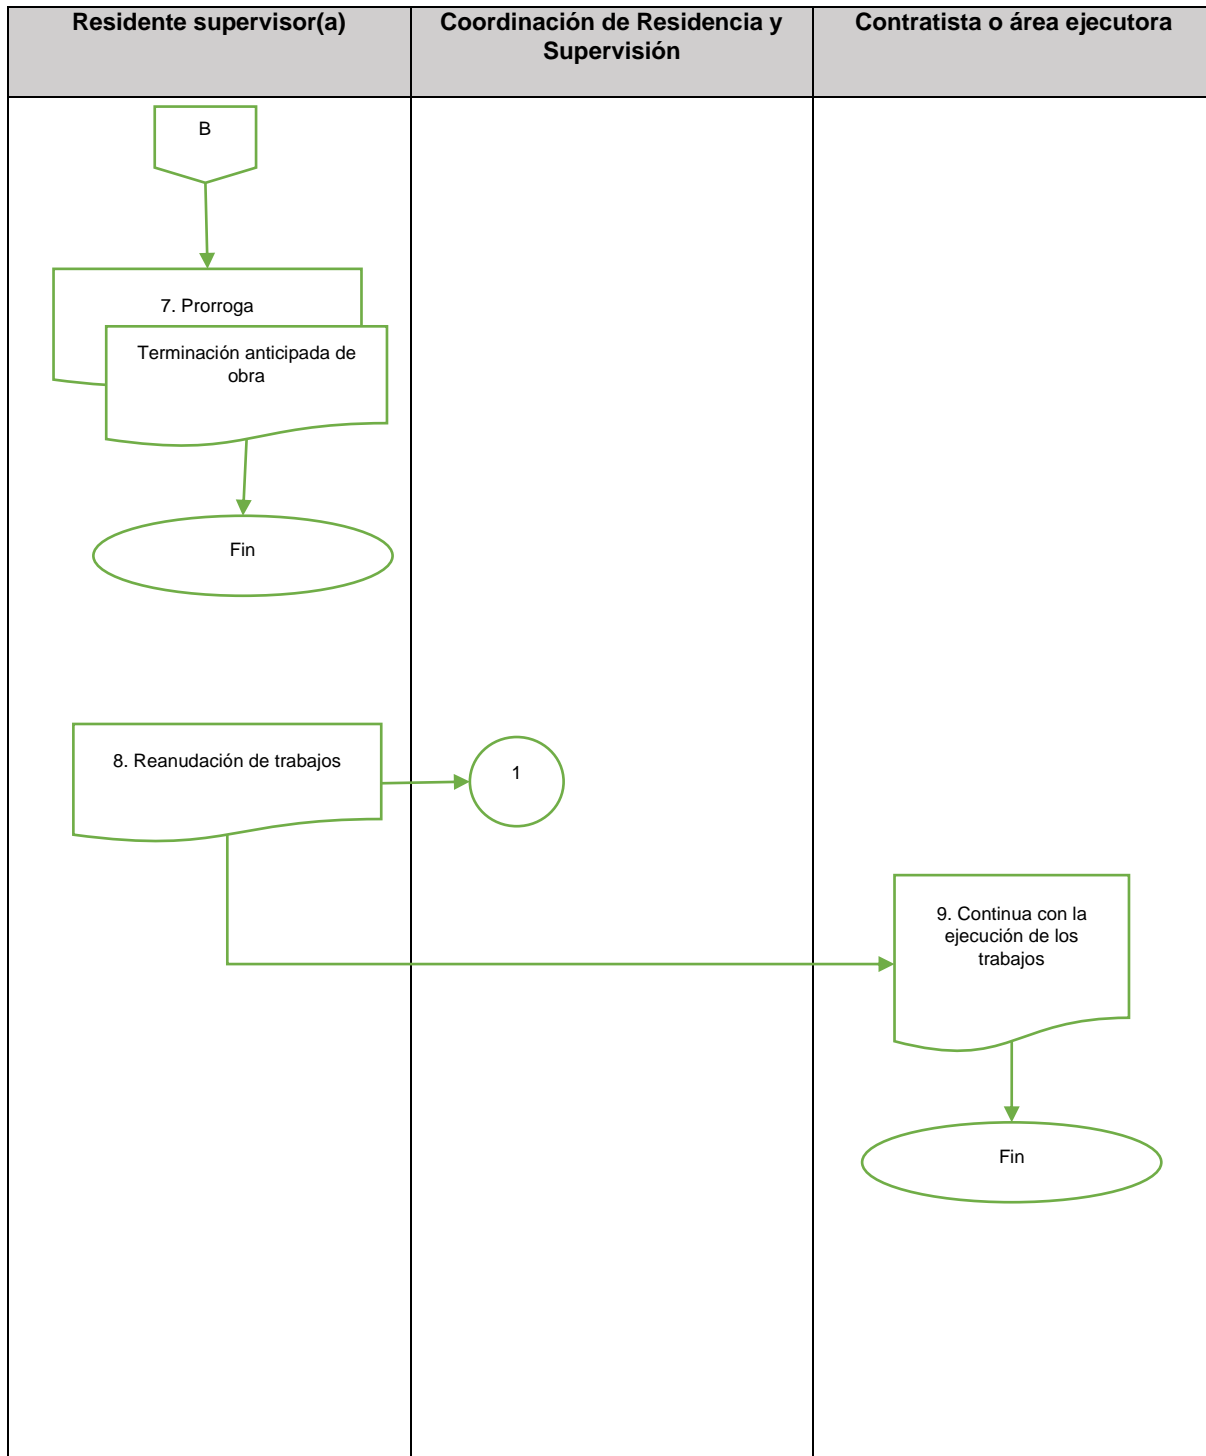 Residente supervisor(a)
Coordinación de Residencia y
Supervisión
Contratista o área ejecutora
B
7. Prorroga
Terminación anticipada de
obra
Fin
8. Reanudación de trabajos
1
9. Continua con la
ejecución de los
trabajos
Fin